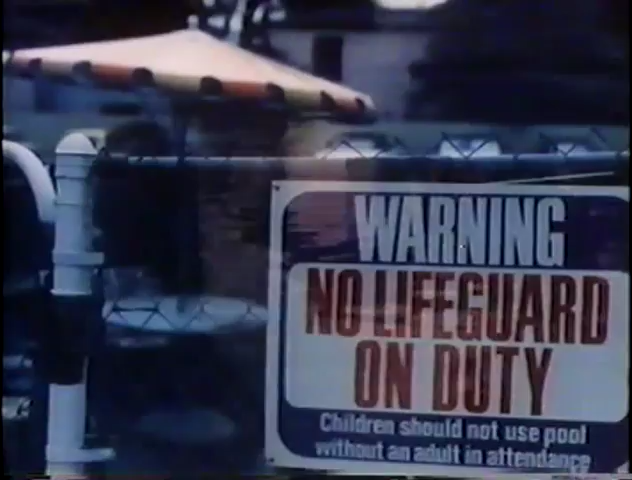 WARNING
NO LIFEGUARD
ON DUTY
Children should not use pool
without an adult in attendance